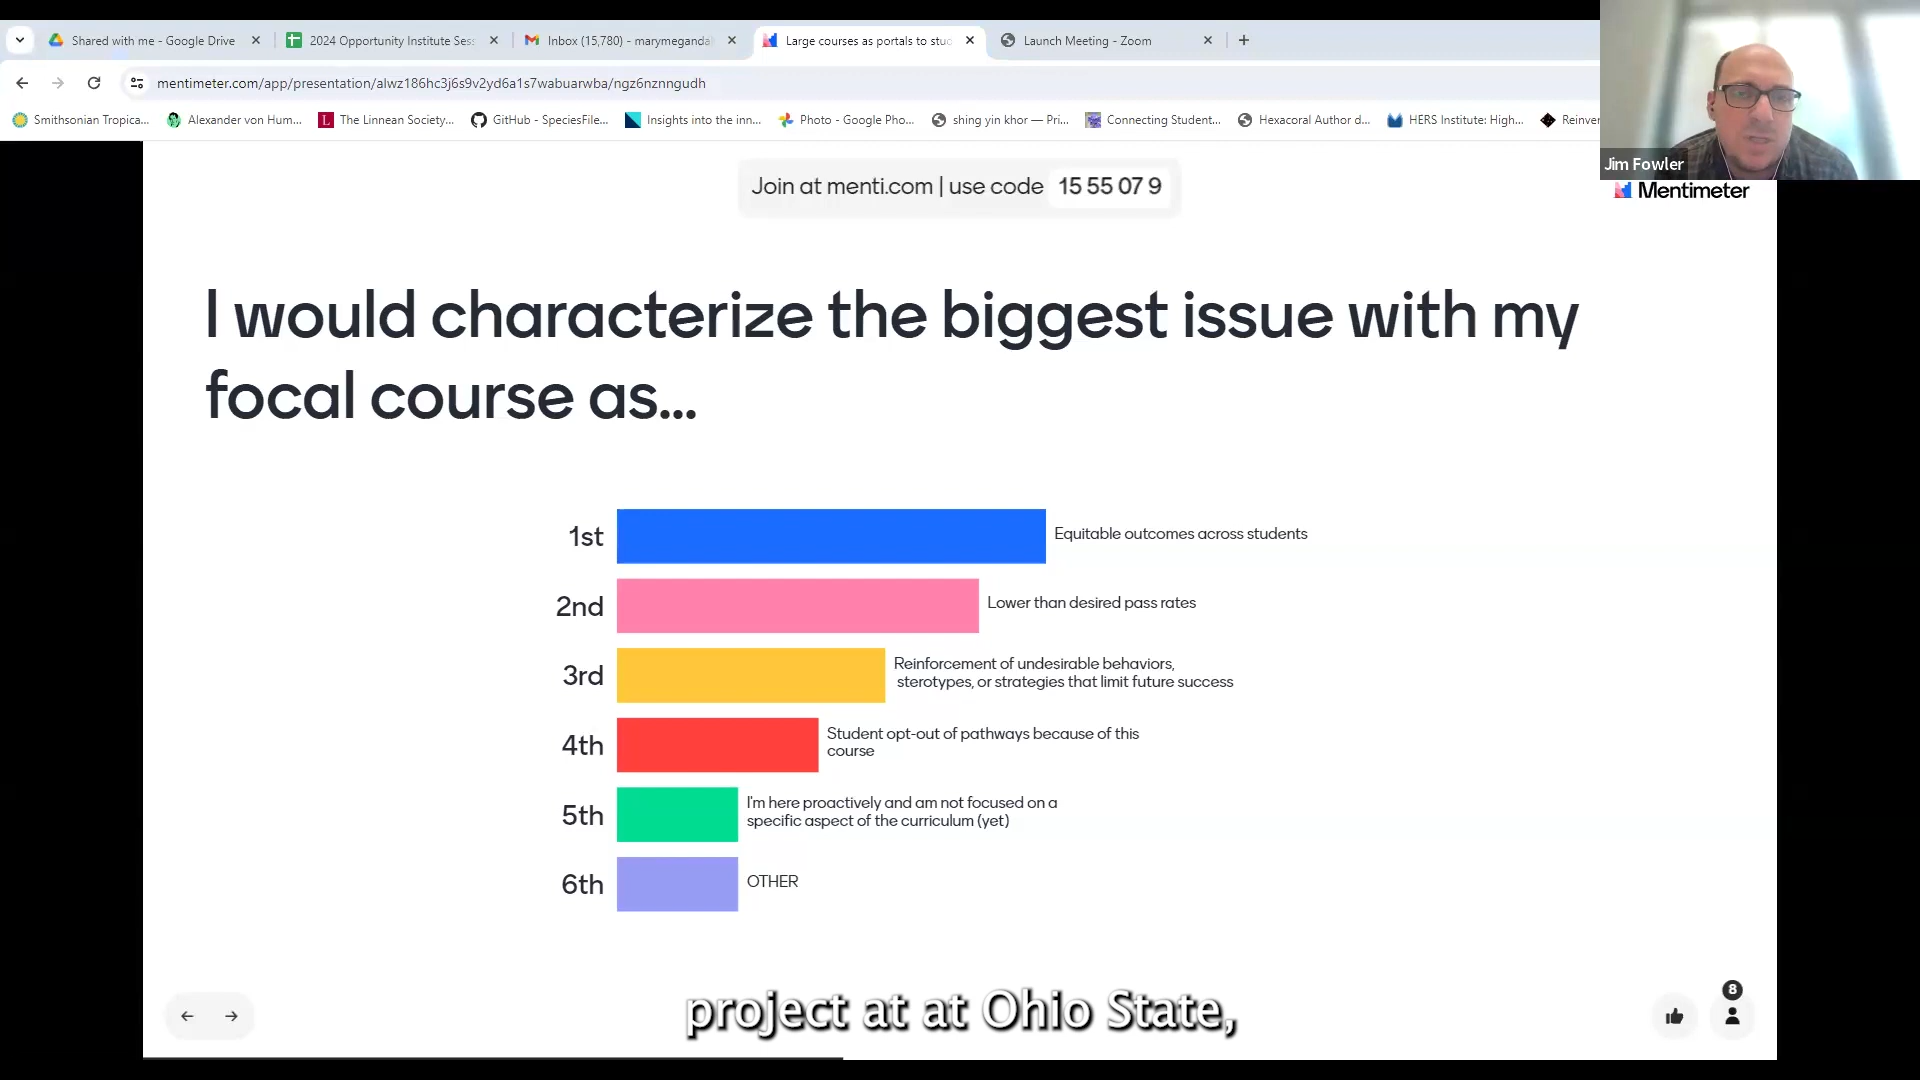 Shared with me - Google Drive
2024 Opportunity Institute Ses
Inbox (15,780) - marymeganda
Large courses as portals to stu
Launch Meeting - Zoom
mentimeter.com/app/presentation/alwz186hc3j6s9v2yd6a1s7wabuarwba/ngz6nznngudh
Smithsonian Tropica...
Alexander von Hum...
The Linnean Society...
GitHub - SpeciesFile...
Insights into the inn...
Photo - Google Pho...
shing yin khor — Pri...
Connecting Student...
Hexacoral Author d...
HERS Institute: High...
Reinver
Jim Fowler
Join at menti.com | use code 15 55 07 9
Mentimeter
I would characterize the biggest issue with my
focal course as...
1st
Equitable outcomes across students
2nd
Lower than desired pass rates
3rd
Reinforcement of undesirable behaviors,
sterotypes, or strategies that limit future success
4th
Student opt-out of pathways because of this
course
5th
I'm here proactively and am not focused on a
specific aspect of the curriculum (yet)
6th
OTHER
8
project at at Ohio State,